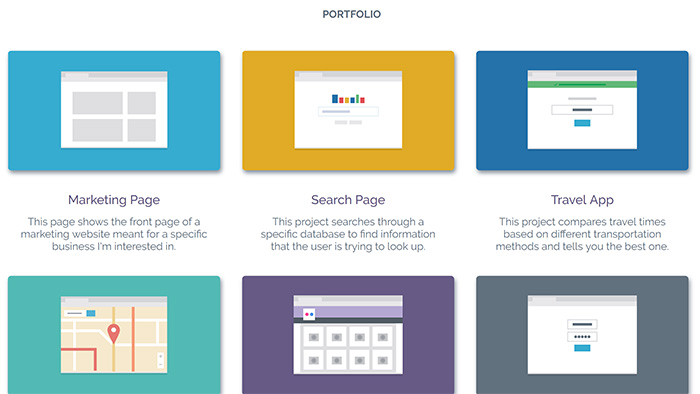 PORTFOLIO
Marketing Page
This page shows the front page of a
marketing website meant for a specific
business I'm interested in.
Search Page
This project searches through a
specific database to find information
that the user is trying to look up.
Travel App
This project compares travel times
based on different transportation
methods and tells you the best one.